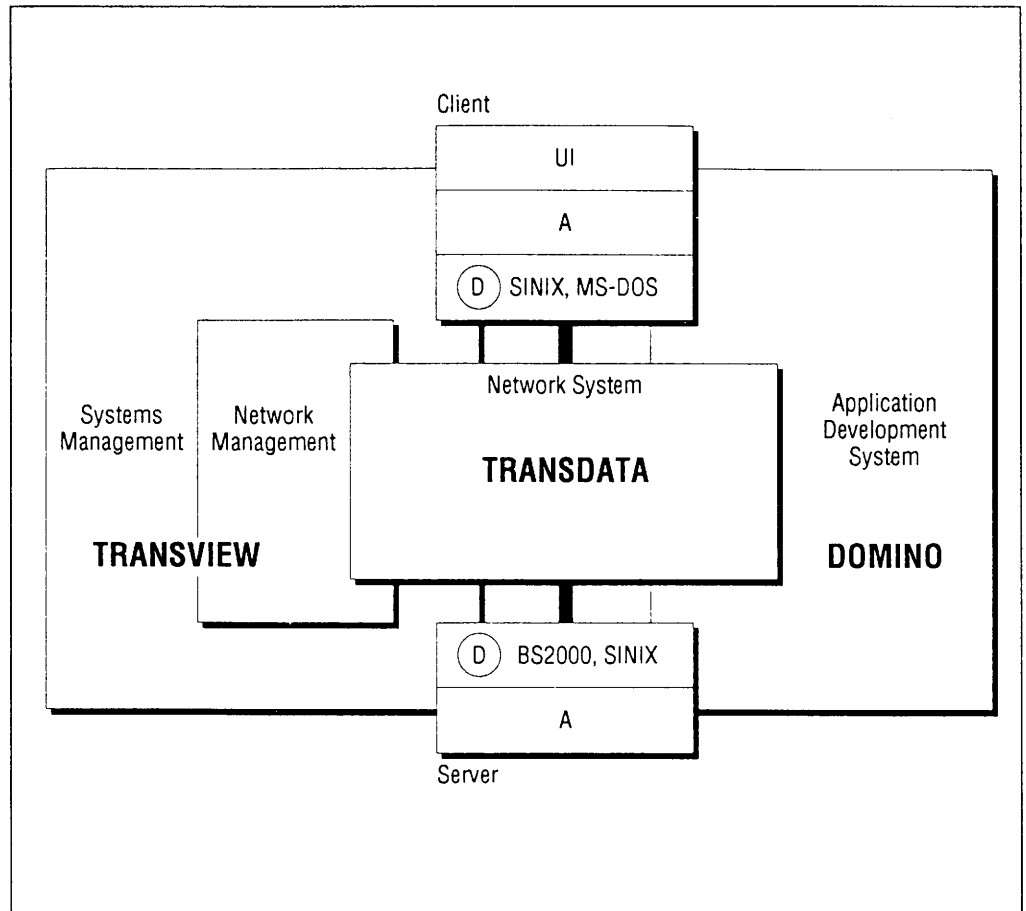 Client
UI
A
D SINIX, MS-DOS
Network System
Systems
Management
Network
Management
Application
Development
System
TRANSDATA
TRANSVIEW
DOMINO
D BS2000, SINIX
A
Server